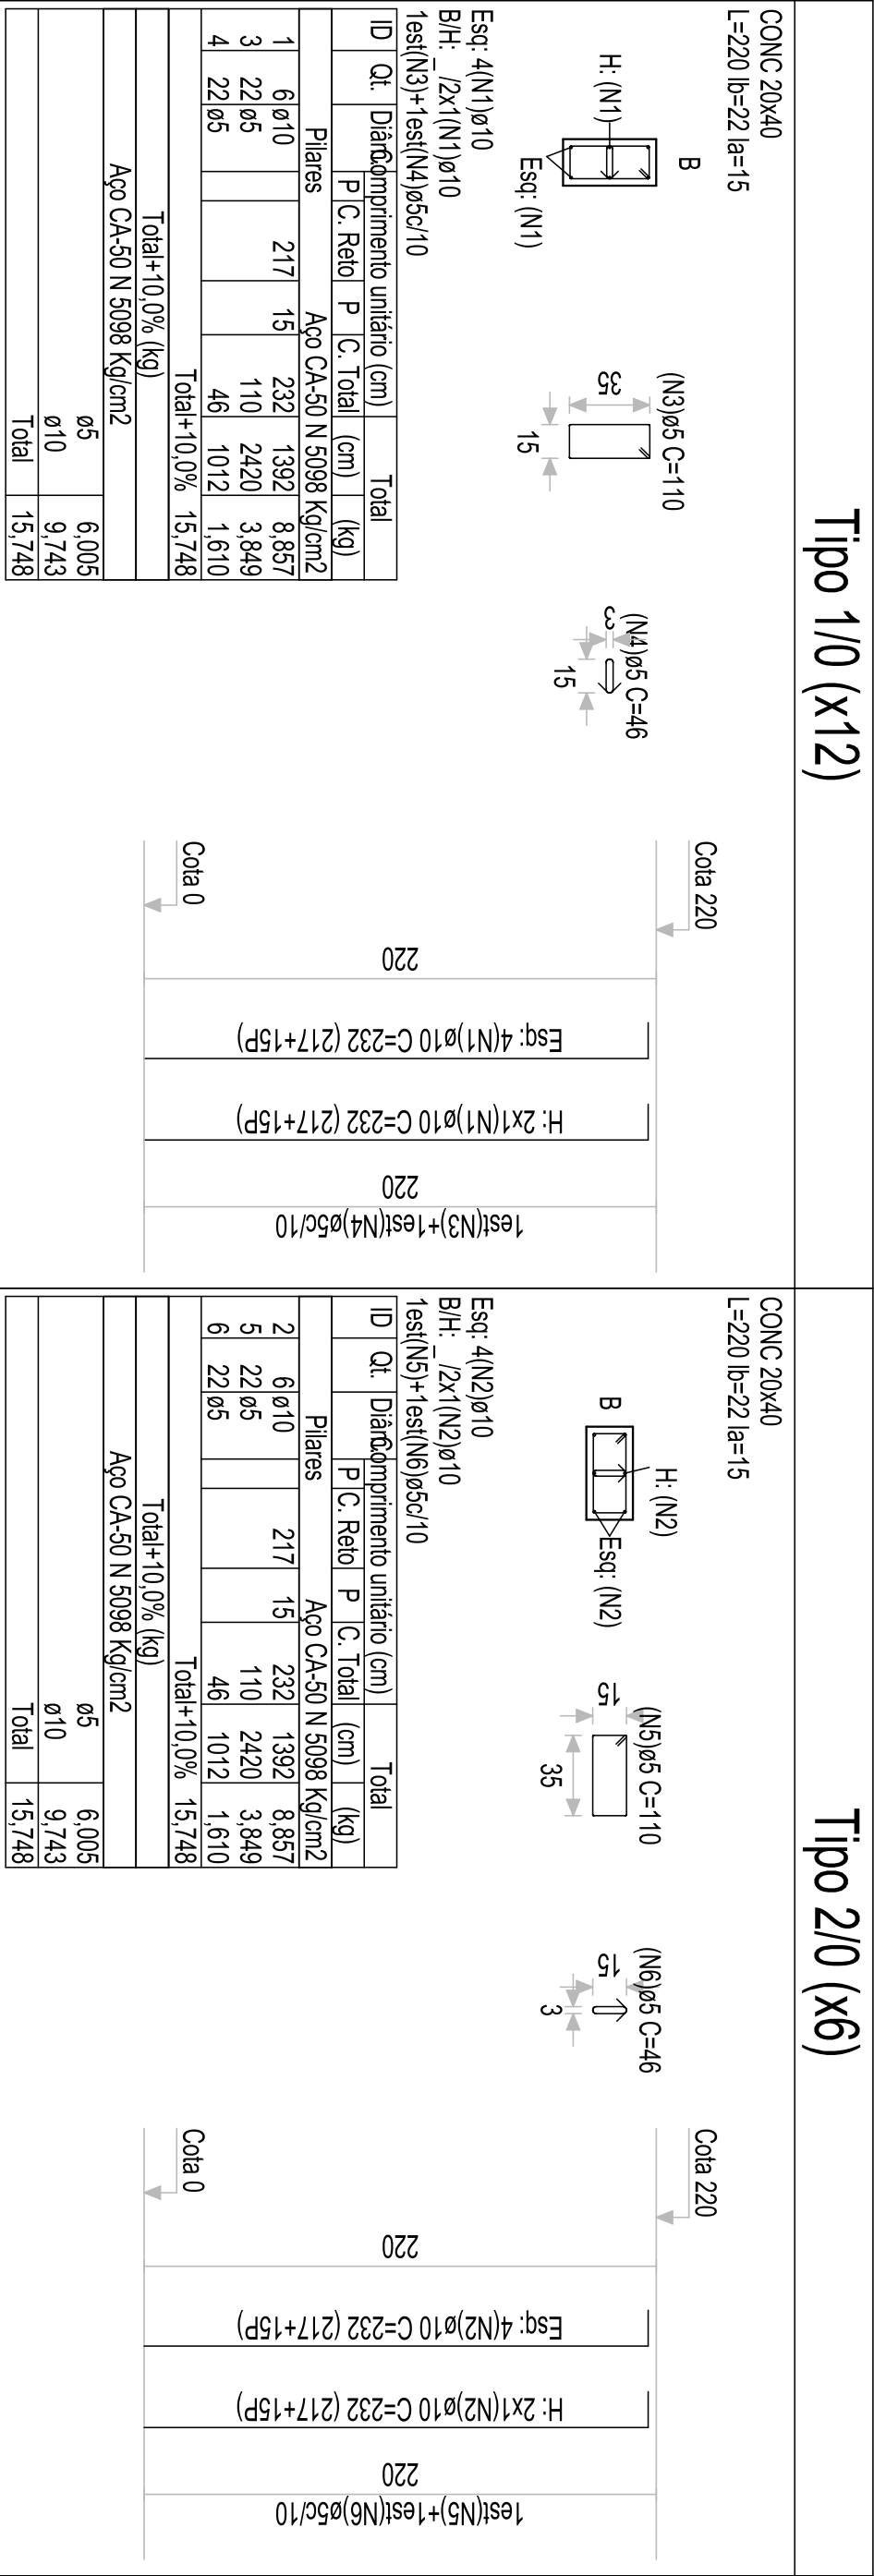 Tipo 1/0 (x12)
CONC 20x40
L=220 lb=22 la=15
B
H: (N1)
Esq: (N1)
(N3)ø5 C=110
35
15
(N4)ø5 C=46
3
15
Esq: 4(N1)ø10
B/H: _ /2x1(N1)ø10
1est(N3)+1est(N4)ø5c/10
ID Qt. Diâm Comprimento unitário (cm) Total
P C. Reto P C. Total (cm) (kg)
Pilares Aço CA-50 N 5098 Kg/cm2
1 6 ø10 217 15 232 1392 8,857
3 22 ø5 110 2420 3,849
4 22 ø5 46 1012 1,610
Total+10,0% 15,748
Total+10,0% (kg)
Aço CA-50 N 5098 Kg/cm2
ø5 6,005
ø10 9,743
Total 15,748
Cota 220
Cota 0
220
Esq: 4(N1)ø10 C=232 (217+15P)
H: 2x1(N1)ø10 C=232 (217+15P)
220
1est(N3)+1est(N4)ø5c/10
Tipo 2/0 (x6)
CONC 20x40
L=220 lb=22 la=15
B
H: (N2)
Esq: (N2)
(N5)ø5 C=110
15
35
(N6)ø5 C=46
15
3
Esq: 4(N2)ø10
B/H: _ /2x1(N2)ø10
1est(N5)+1est(N6)ø5c/10
ID Qt. Diâm Comprimento unitário (cm) Total
P C. Reto P C. Total (cm) (kg)
Pilares Aço CA-50 N 5098 Kg/cm2
2 6 ø10 217 15 232 1392 8,857
5 22 ø5 110 2420 3,849
6 22 ø5 46 1012 1,610
Total+10,0% 15,748
Total+10,0% (kg)
Aço CA-50 N 5098 Kg/cm2
ø5 6,005
ø10 9,743
Total 15,748
Cota 220
Cota 0
220
Esq: 4(N2)ø10 C=232 (217+15P)
H: 2x1(N2)ø10 C=232 (217+15P)
220
1est(N5)+1est(N6)ø5c/10